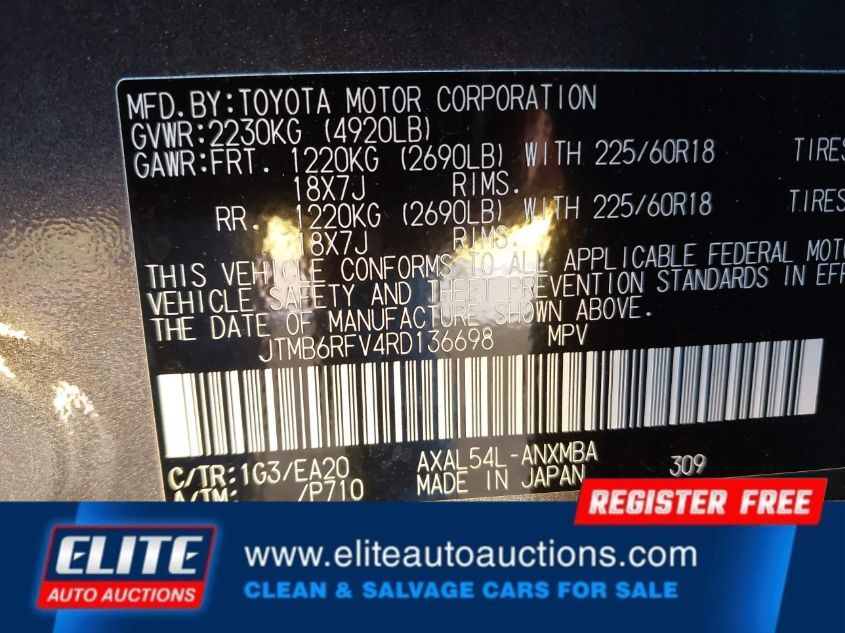 MFD.BY:TOYOTA MOTOR CORPORATION
GVWR:2230KG (4920LB)
GAWR:FRT. 1220KG (2690LB) WITH 225/60R18 TIRES
18X7J RIMS.
RR. 1220KG (2690LB) WITH 225/60R18 TIRES
18X7J RIMS.
THIS VEHICLE CONFORMS TO ALL APPLICABLE FEDERAL MOTO
VEHICLE SAFETY AND THEFT PREVENTION STANDARDS IN EFF
THE DATE OF MANUFACTURE SHOWN ABOVE.
JTMB6RFV4RD136698 MPV
C/TR:1G3/EA20 AXAL54L-ANXMBA 309
A/TM: /P710 MADE IN JAPAN
REGISTER FREE
ELITE
AUTO AUCTIONS
www.eliteautoauctions.com
CLEAN & SALVAGE CARS FOR SALE